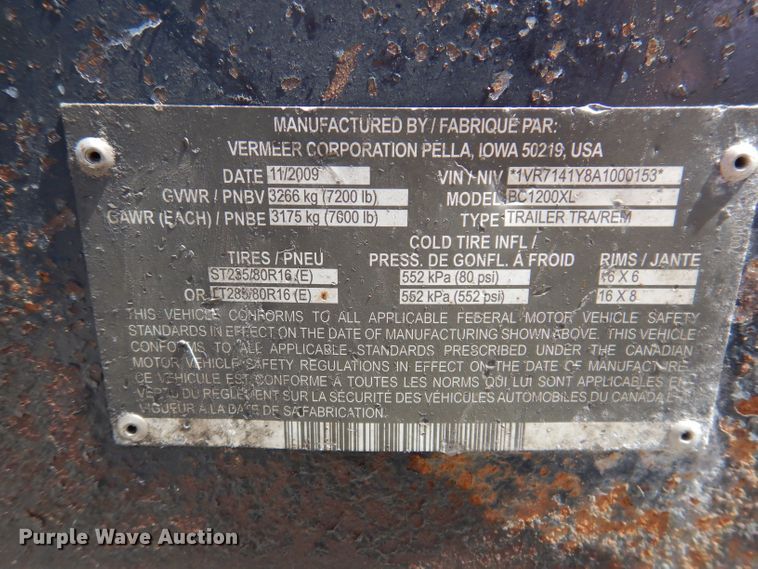 MANUFACTURED BY / FABRIQUÉ PAR:
VERMEER CORPORATION PELLA, IOWA 50219, USA
DATE 11/2009 VIN / NIV *1VR7141Y8A1000153*
GVWR / PNBV 3266 kg (7200 lb) MODEL BC1200XL
GAWR (EACH) / PNBE 3175 kg (7000 lb) TYPE TRAILER TRA/REM
COLD TIRE INFL /
TIRES / PNEU PRESS. DE GONFL. À FROID RIMS / JANTE
ST235/80R16 (E) 552 kPa (80 psi) 16 X 6
OR LT285/80R16 (E) 552 kPa (552 psi) 16 X 8
THIS VEHICLE CONFORMS TO ALL APPLICABLE FEDERAL MOTOR VEHICLE SAFETY
STANDARDS IN EFFECT ON THE DATE OF MANUFACTURING SHOWN ABOVE. THIS VEHICLE
CONFORMS TO ALL APPLICABLE STANDARDS PRESCRIBED UNDER THE CANADIAN
MOTOR VEHICLE SAFETY REGULATIONS IN EFFECT ON THE DATE OF MANUFACTURE
CE VÉHICULE EST CONFORME À TOUTES LES NORMS QUI LUI SONT APPLICABLES EN
VERTU DU RÈGLEMENT SUR LA SÉCURITÉ DES VÉHICULES AUTOMOBILES DU CANADA EN
VIGUEUR À LA DATE DE SAFABRICATION.
Purple Wave Auction